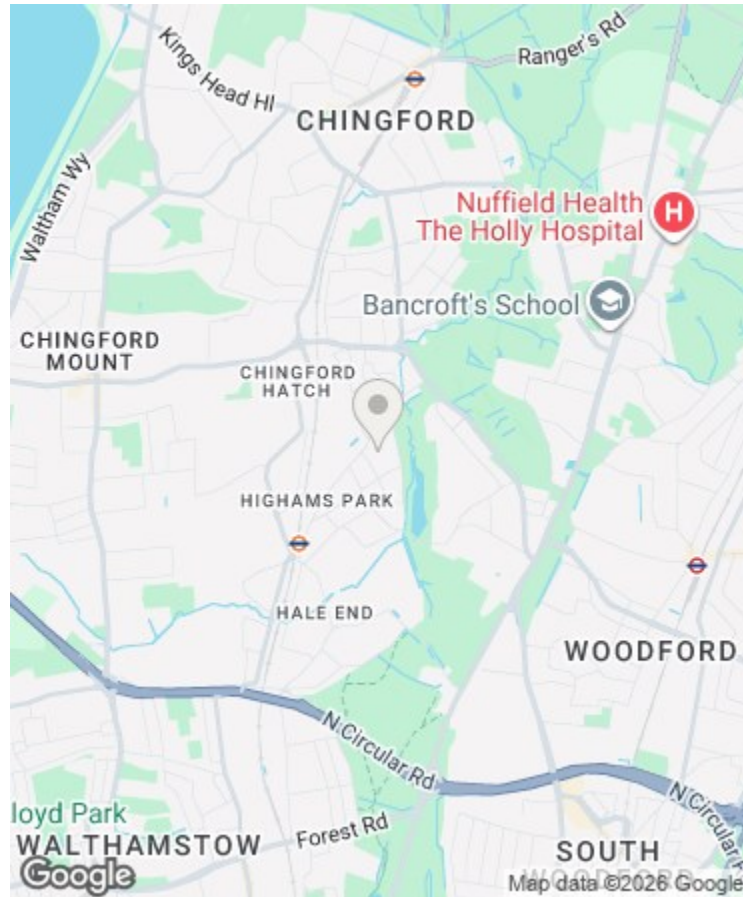 Ranger's Rd
Kings Head Hl
CHINGFORD
Waltham Wy
Nuffield Health
The Holly Hospital
H
Bancroft's School
CHINGFORD
MOUNT
CHINGFORD
HATCH
HIGHAMS PARK
HALE END
WOODFORD
N Circular Rd
N Circular
loyd Park
WALTHAMSTOW
Forest Rd
SOUTH
WOODFORD
Google
Map data ©2026 Google